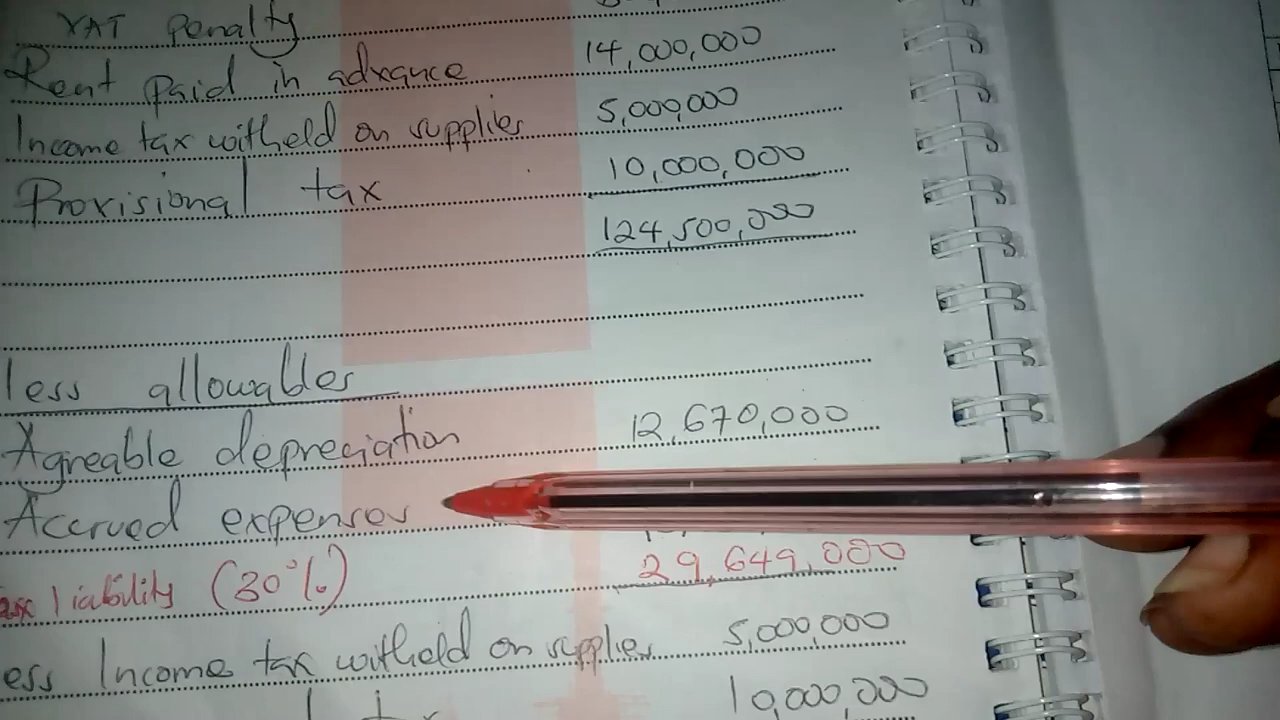 VAT Penalty
Rent Paid in advance 14,000,000
Income tax witheld on supplies 5,000,000
Provisional tax 10,000,000
124,500,000
less allowables
Agreable depreciation 12,670,000
Accrued expenses
liability (30%) 29,649,000
ess Income tax witheld on supplies 5,000,000
10,000,000